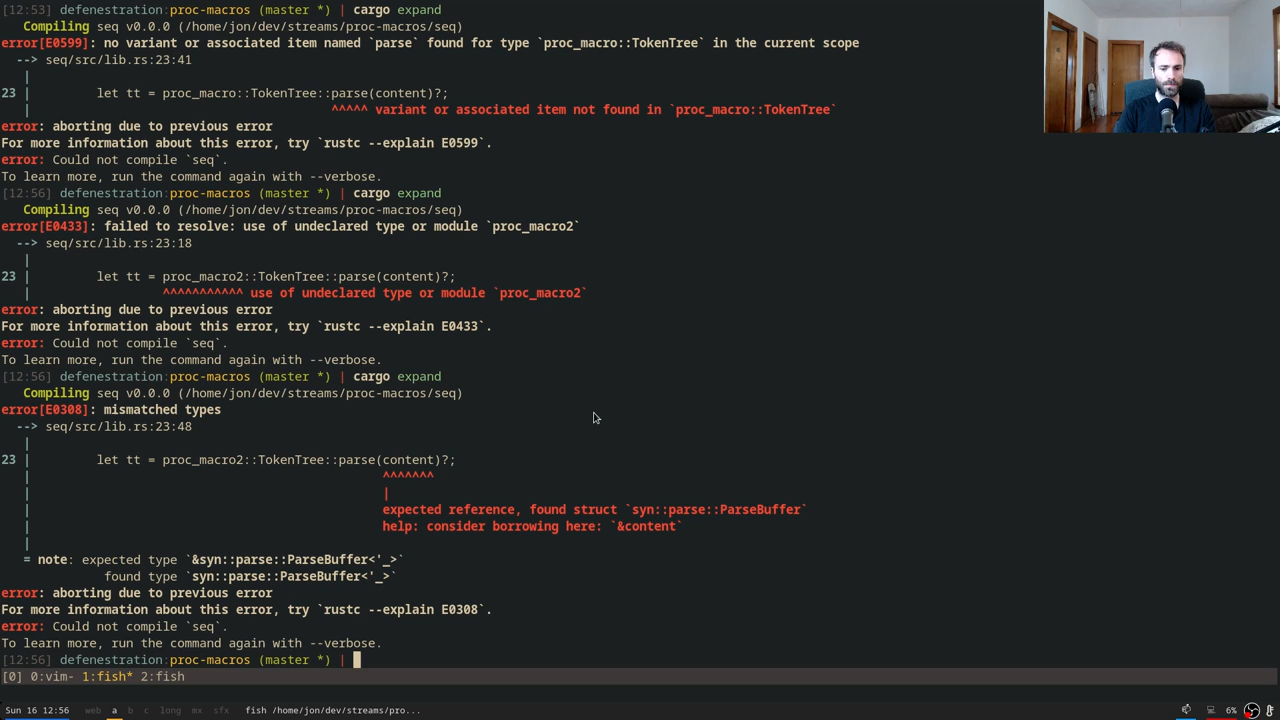 [12:53] defenestration:proc-macros (master *) | cargo expand
   Compiling seq v0.0.0 (/home/jon/dev/streams/proc-macros/seq)
error[E0599]: no variant or associated item named `parse` found for type `proc_macro::TokenTree` in the current scope
  --> seq/src/lib.rs:23:41
   |
23 |         let tt = proc_macro::TokenTree::parse(content)?;
   |                                         ^^^^^ variant or associated item not found in `proc_macro::TokenTree`
error: aborting due to previous error
For more information about this error, try `rustc --explain E0599`.
error: Could not compile `seq`.
To learn more, run the command again with --verbose.
[12:56] defenestration:proc-macros (master *) | cargo expand
   Compiling seq v0.0.0 (/home/jon/dev/streams/proc-macros/seq)
error[E0433]: failed to resolve: use of undeclared type or module `proc_macro2`
  --> seq/src/lib.rs:23:18
   |
23 |         let tt = proc_macro2::TokenTree::parse(content)?;
   |                  ^^^^^^^^^^^ use of undeclared type or module `proc_macro2`
error: aborting due to previous error
For more information about this error, try `rustc --explain E0433`.
error: Could not compile `seq`.
To learn more, run the command again with --verbose.
[12:56] defenestration:proc-macros (master *) | cargo expand
   Compiling seq v0.0.0 (/home/jon/dev/streams/proc-macros/seq)
error[E0308]: mismatched types
  --> seq/src/lib.rs:23:48
   |
23 |         let tt = proc_macro2::TokenTree::parse(content)?;
   |                                                ^^^^^^^
   |                                                |
   |                                                expected reference, found struct `syn::parse::ParseBuffer`
   |                                                help: consider borrowing here: `&content`
   |
   = note: expected type `&syn::parse::ParseBuffer<'_>`
              found type `syn::parse::ParseBuffer<'_>`
error: aborting due to previous error
For more information about this error, try `rustc --explain E0308`.
error: Could not compile `seq`.
To learn more, run the command again with --verbose.
[12:56] defenestration:proc-macros (master *) |
[0] 0:vim- 1:fish* 2:fish
Sun 16 12:56 web a b c long mx sfx fish /home/jon/dev/streams/pro... 6%